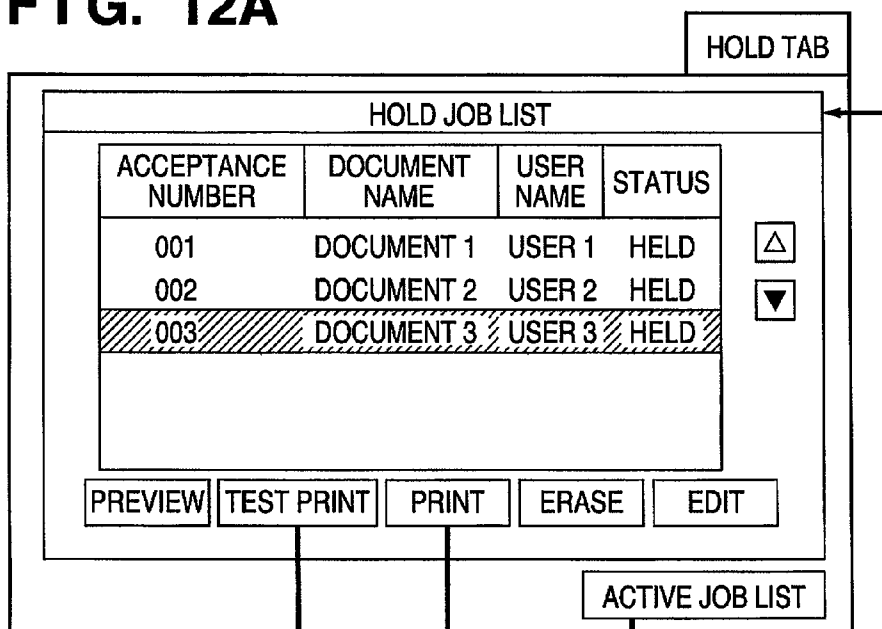 FIG. 12A
HOLD TAB
HOLD JOB LIST
ACCEPTANCE NUMBER DOCUMENT NAME USER NAME STATUS
001 DOCUMENT 1 USER 1 HELD
002 DOCUMENT 2 USER 2 HELD
003 DOCUMENT 3 USER 3 HELD
PREVIEW TEST PRINT PRINT ERASE EDIT
ACTIVE JOB LIST